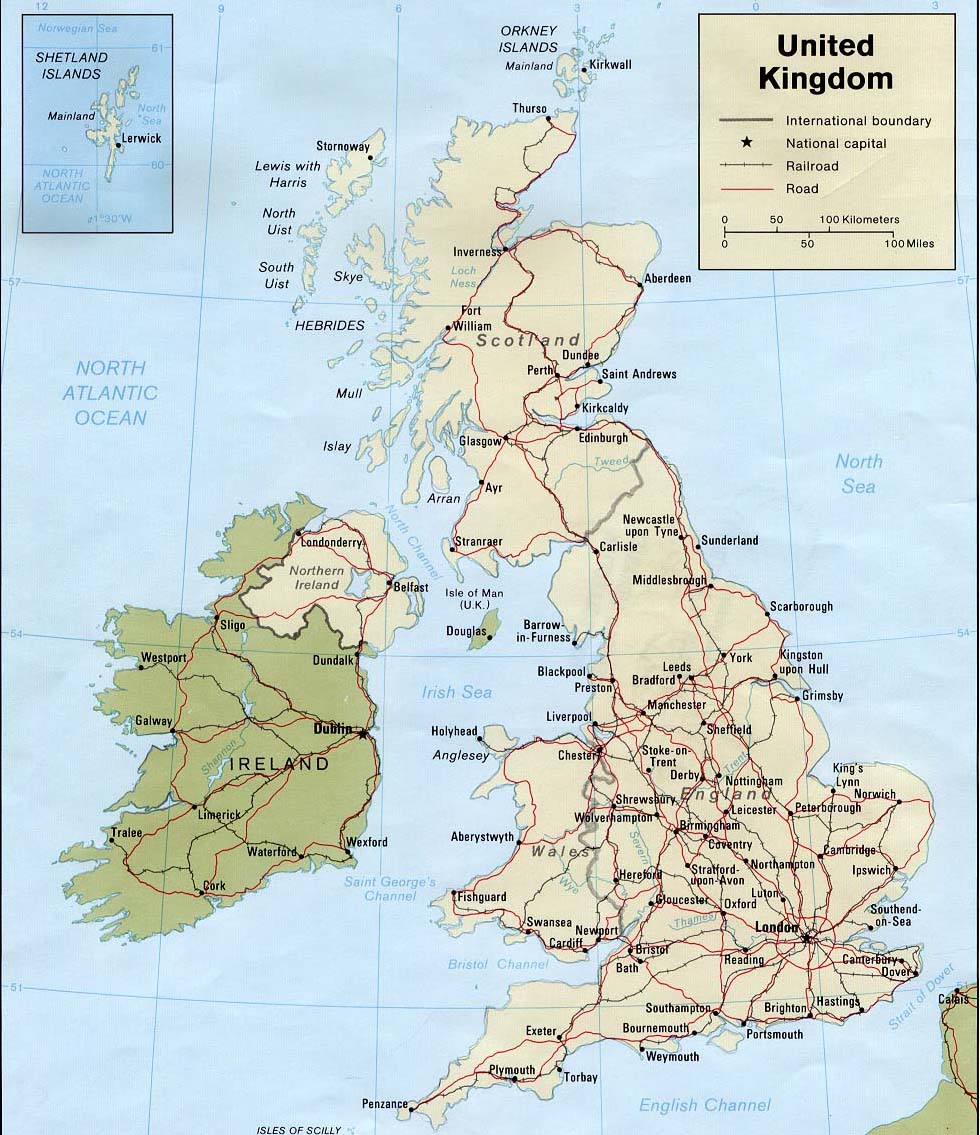 12
9
6
3
0
3
Norwegian Sea
61
SHETLAND
ISLANDS
Mainland
North
Sea
Lerwick
60
NORTH
ATLANTIC
OCEAN
1°30'W
ORKNEY
ISLANDS
Mainland
Kirkwall
United
Kingdom
International boundary
National capital
Railroad
Road
0 50 100 Kilometers
0 50 100 Miles
Thurso
Stornoway
Lewis with
Harris
North
Uist
South
Uist
Skye
HEBRIDES
Inverness
Loch
Ness
Aberdeen
57
57
Fort
William
Scotland
Dundee
Perth
Saint Andrews
Kirkcaldy
NORTH
ATLANTIC
OCEAN
Mull
Islay
Glasgow
Edinburgh
Tweed
North
Sea
Arran
Ayr
North Channel
Newcastle
upon Tyne
Sunderland
Stranraer
Carlisle
Londonderry
Northern
Ireland
Belfast
Isle of Man
(U.K.)
Douglas
Middlesbrough
Scarborough
Sligo
54
54
Barrow-
in-Furness
Westport
Dundalk
York
Kingston
upon Hull
Blackpool
Preston
Leeds
Bradford
Irish Sea
Grimsby
Manchester
Galway
Dublin
Liverpool
Holyhead
Anglesey
Sheffield
Chester
Stoke-on-
Trent
Trent
Shannon
IRELAND
Derby
Nottingham
England
King's
Lynn
Norwich
Limerick
Shrewsbury
Leicester
Peterborough
Wolverhampton
Birmingham
Tralee
Wexford
Waterford
Aberystwyth
Wales
Severn
Coventry
Cambridge
Northampton
Ipswich
Stratford-
upon-Avon
Saint George's
Channel
Cork
Wye
Hereford
Fishguard
Luton
Gloucester
Oxford
Southend-
on-Sea
Thames
London
Swansea
Newport
Cardiff
Bristol
Bath
Reading
Canterbury
Dover
Bristol Channel
51
51
Strait of Dover
Calais
Southampton
Brighton
Hastings
Exeter
Bournemouth
Portsmouth
Weymouth
Plymouth
Torbay
Penzance
English Channel
ISLES OF SCILLY